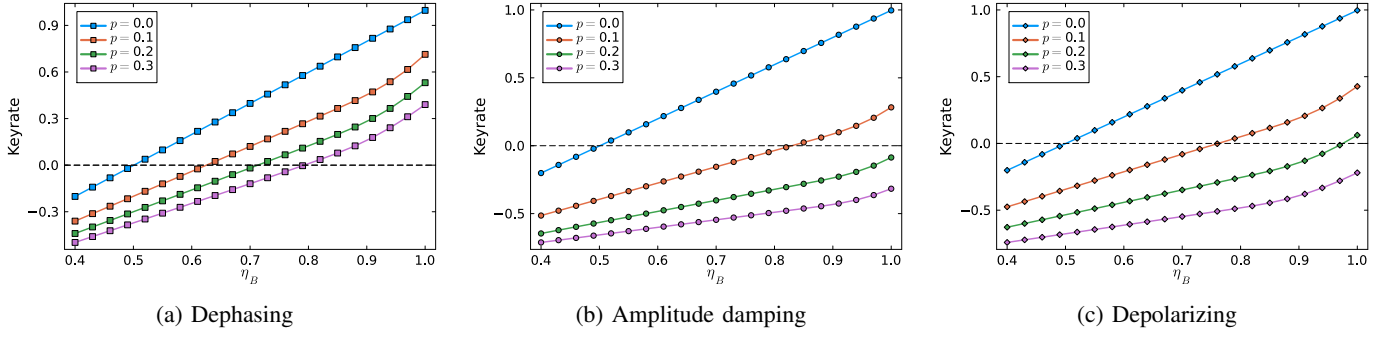 Keyrate
0.9
0.6
0.3
0.0
−0.3
p = 0.0
p = 0.1
p = 0.2
p = 0.3
0.4 0.5 0.6 0.7 0.8 0.9 1.0
η_B
(a) Dephasing
Keyrate
1.0
0.5
0.0
−0.5
p = 0.0
p = 0.1
p = 0.2
p = 0.3
0.4 0.5 0.6 0.7 0.8 0.9 1.0
η_B
(b) Amplitude damping
Keyrate
1.0
0.5
0.0
−0.5
p = 0.0
p = 0.1
p = 0.2
p = 0.3
0.4 0.5 0.6 0.7 0.8 0.9 1.0
η_B
(c) Depolarizing